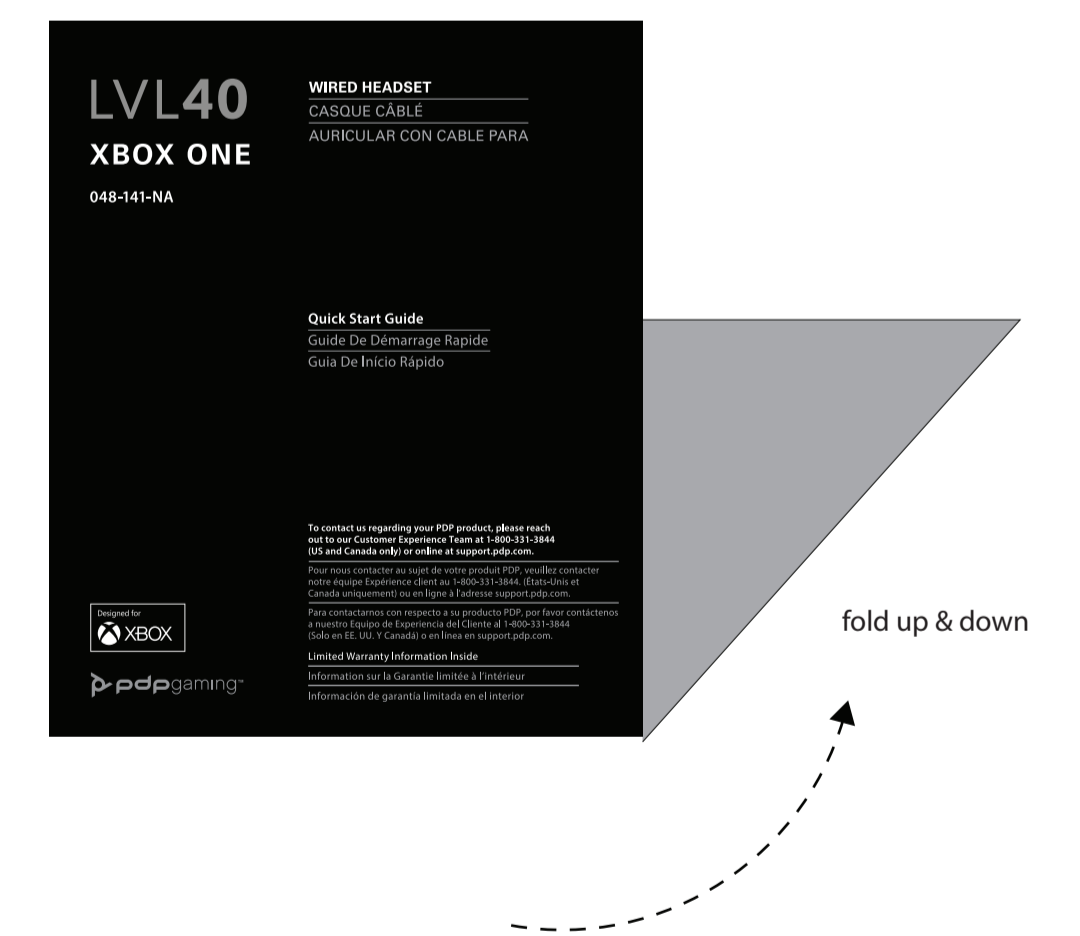 LVL40
XBOX ONE
048-141-NA
WIRED HEADSET
CASQUE CÂBLÉ
AURICULAR CON CABLE PARA
Quick Start Guide
Guide De Démarrage Rapide
Guia De Início Rápido
To contact us regarding your PDP product, please reach
out to our Customer Experience Team at 1-800-331-3844
(US and Canada only) or online at support.pdp.com.
Pour nous contacter au sujet de votre produit PDP, veuillez contacter
notre équipe Expérience client au 1-800-331-3844. (États-Unis et
Canada uniquement) ou en ligne à l'adresse support.pdp.com.
Para contactarnos con respecto a su producto PDP, por favor contáctenos
a nuestro Equipo de Experiencia del Cliente al 1-800-331-3844
(Solo en EE. UU. Y Canadá) o en línea en support.pdp.com.
Limited Warranty Information Inside
Information sur la Garantie limitée à l'intérieur
Información de garantía limitada en el interior
Designed for
XBOX
pdpgaming™
fold up & down